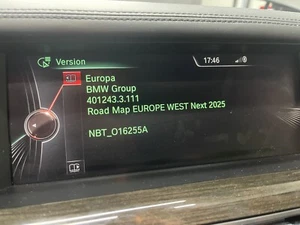 Version
17:46
Europa
BMW Group
401243.3.111
Road Map EUROPE WEST Next 2025
NBT_O16255A